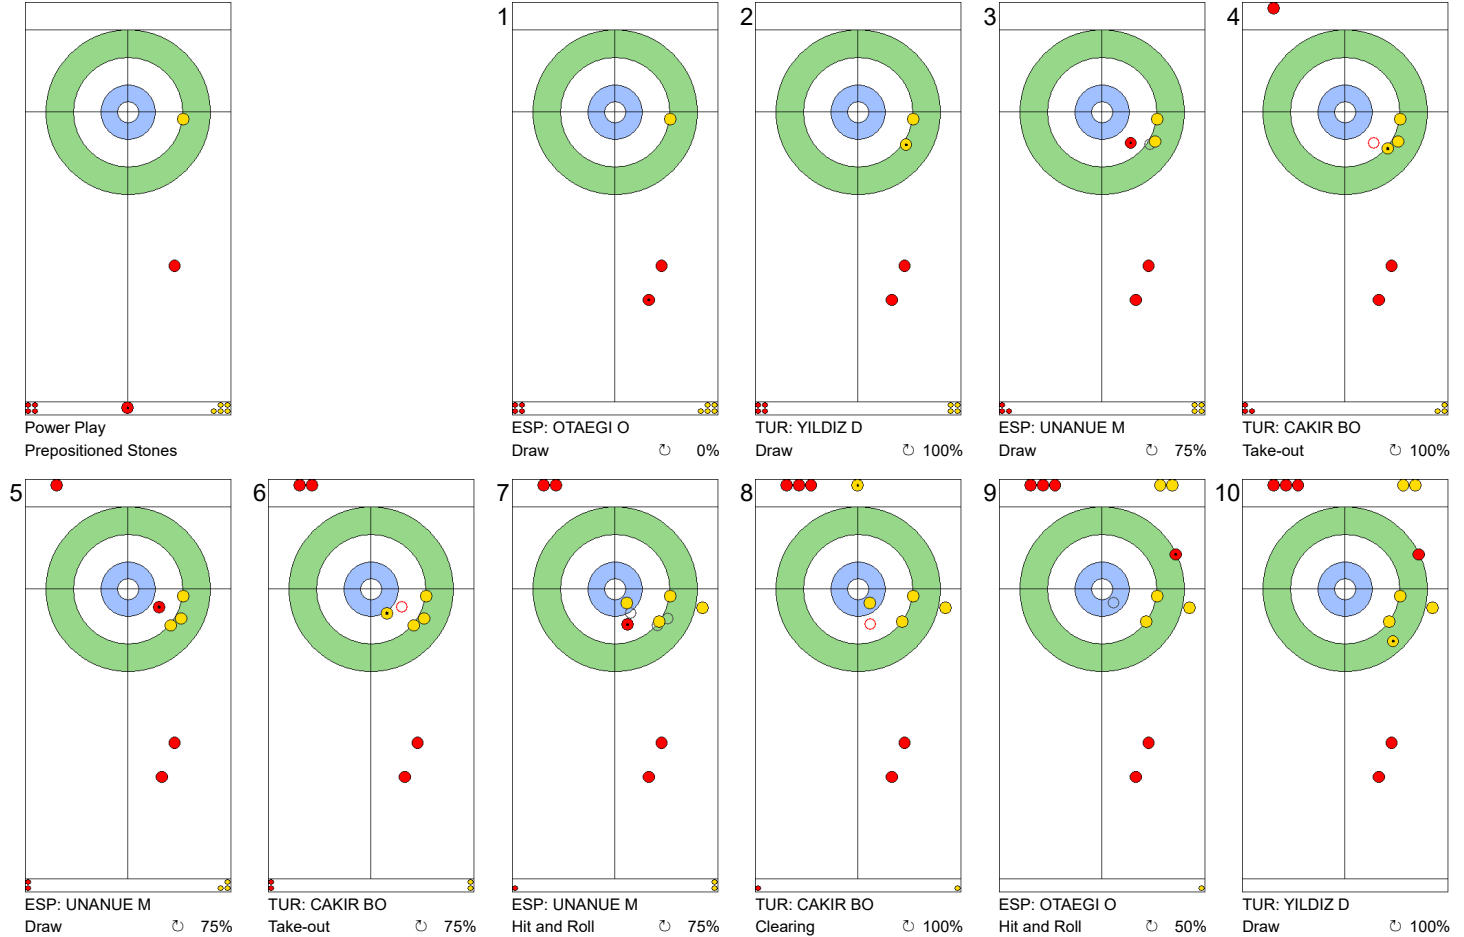 1
2
3
4
Power Play
Prepositioned Stones
ESP: OTAEGI O
Draw ↻ 0%
TUR: YILDIZ D
Draw ↻ 100%
ESP: UNANUE M
Draw ↻ 75%
TUR: CAKIR BO
Take-out ↻ 100%
5
6
7
8
9
10
ESP: UNANUE M
Draw ↻ 75%
TUR: CAKIR BO
Take-out ↻ 75%
ESP: UNANUE M
Hit and Roll ↻ 75%
TUR: CAKIR BO
Clearing ↻ 100%
ESP: OTAEGI O
Hit and Roll ↻ 50%
TUR: YILDIZ D
Draw ↻ 100%